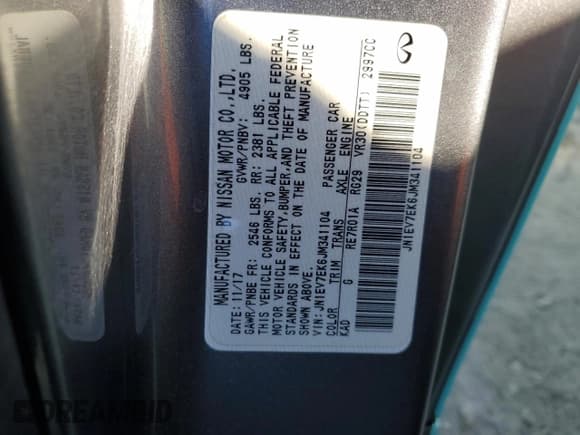 MANUFACTURED BY NISSAN MOTOR CO.,LTD.
DATE: 11/17 GVWR/PNBV: 4905 LBS.
GAWR/PNBE FR: 2546 LBS. RR: 2381 LBS.
THIS VEHICLE CONFORMS TO ALL APPLICABLE FEDERAL
MOTOR VEHICLE SAFETY,BUMPER,AND THEFT PREVENTION
STANDARDS IN EFFECT ON THE DATE OF MANUFACTURE
SHOWN ABOVE.
VIN: JN1EV7EK6JM341104 PASSENGER CAR
COLOR TRIM TRANS AXLE ENGINE
KAD G RE7R01A RG29 VR30(DDTT) 2997CC
JN1EV7EK6JM341104
DREAMBID